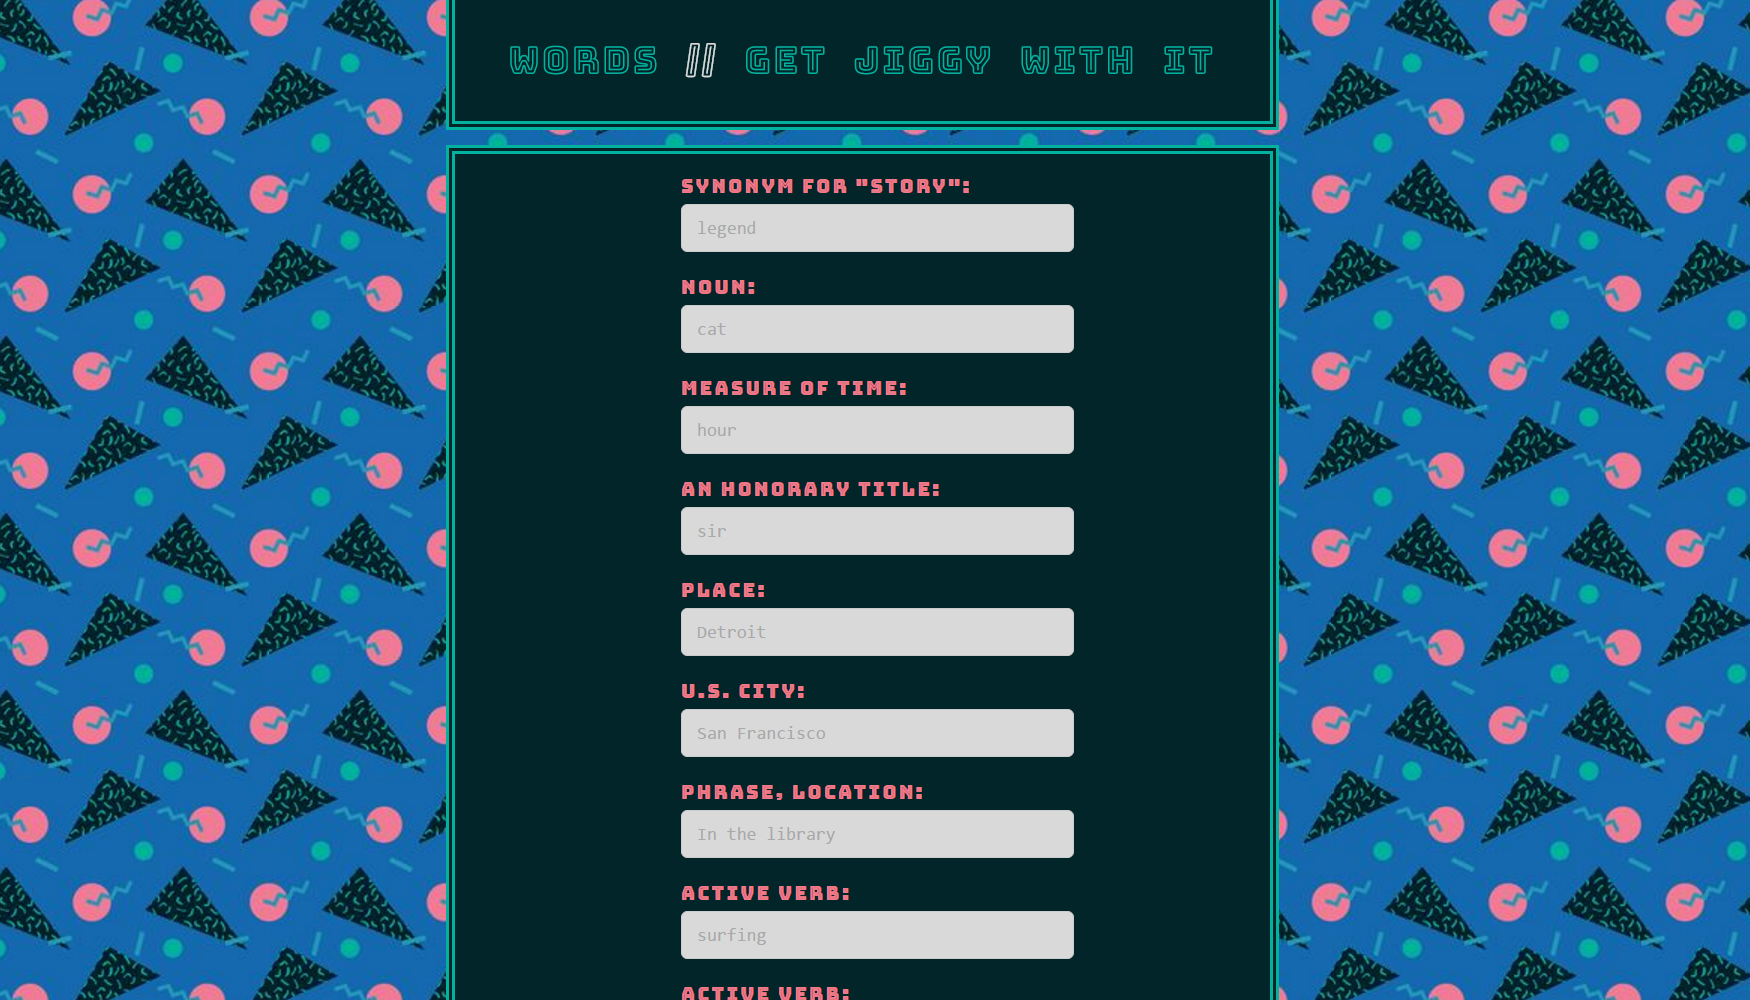 WORDS // GET JIGGY WITH IT
SYNONYM FOR "STORY":
legend
NOUN:
cat
MEASURE OF TIME:
hour
AN HONORARY TITLE:
sir
PLACE:
Detroit
U.S. CITY:
San Francisco
PHRASE, LOCATION:
In the library
ACTIVE VERB:
surfing
ACTIVE VERB: